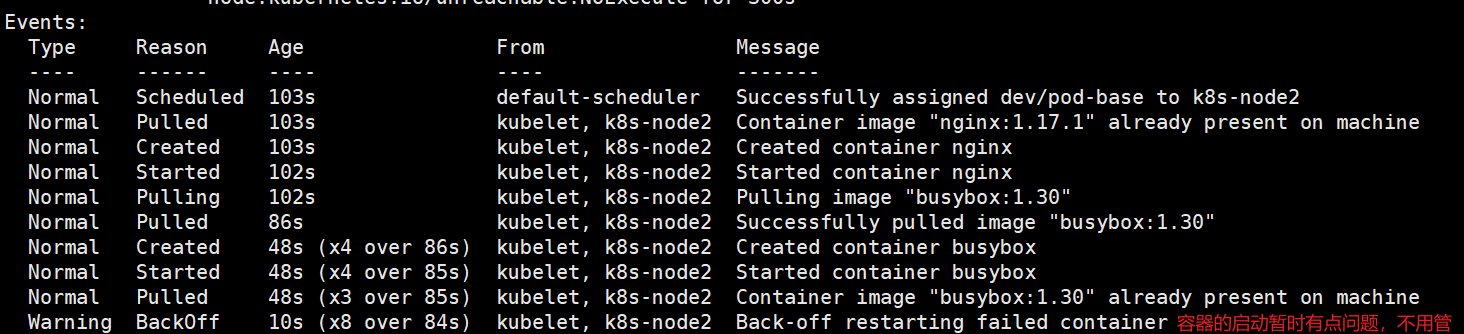 node.kubernetes.io/unreachable:NoExecute for 300s
Events:
Type Reason Age From Message
---- ------ ---- ---- -------
Normal Scheduled 103s default-scheduler Successfully assigned dev/pod-base to k8s-node2
Normal Pulled 103s kubelet, k8s-node2 Container image "nginx:1.17.1" already present on machine
Normal Created 103s kubelet, k8s-node2 Created container nginx
Normal Started 102s kubelet, k8s-node2 Started container nginx
Normal Pulling 102s kubelet, k8s-node2 Pulling image "busybox:1.30"
Normal Pulled 86s kubelet, k8s-node2 Successfully pulled image "busybox:1.30"
Normal Created 48s (x4 over 86s) kubelet, k8s-node2 Created container busybox
Normal Started 48s (x4 over 85s) kubelet, k8s-node2 Started container busybox
Normal Pulled 48s (x3 over 85s) kubelet, k8s-node2 Container image "busybox:1.30" already present on machine
Warning BackOff 10s (x8 over 84s) kubelet, k8s-node2 Back-off restarting failed container 容器的启动暂时有点问题，不用管